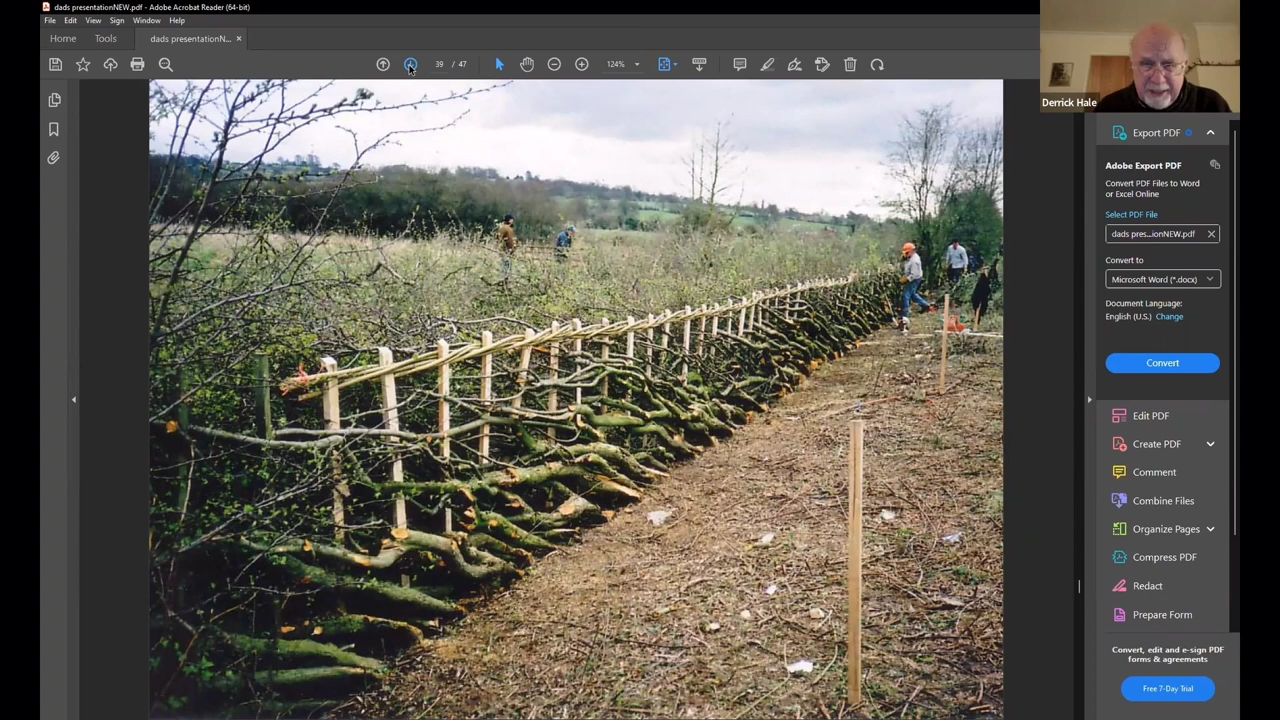 dads presentationNEW.pdf - Adobe Acrobat Reader (64-bit)
File Edit View Sign Window Help
Home Tools dads presentationN... ×
39 / 47 124%
Derrick Hale
Export PDF
Adobe Export PDF
Convert PDF Files to Word
or Excel Online
Select PDF File
dads pres...ionNEW.pdf
Convert to
Microsoft Word (*.docx)
Document Language:
English (U.S.) Change
Convert
Edit PDF
Create PDF
Comment
Combine Files
Organize Pages
Compress PDF
Redact
Prepare Form
Convert, edit and e-sign PDF
forms & agreements
Free 7-Day Trial